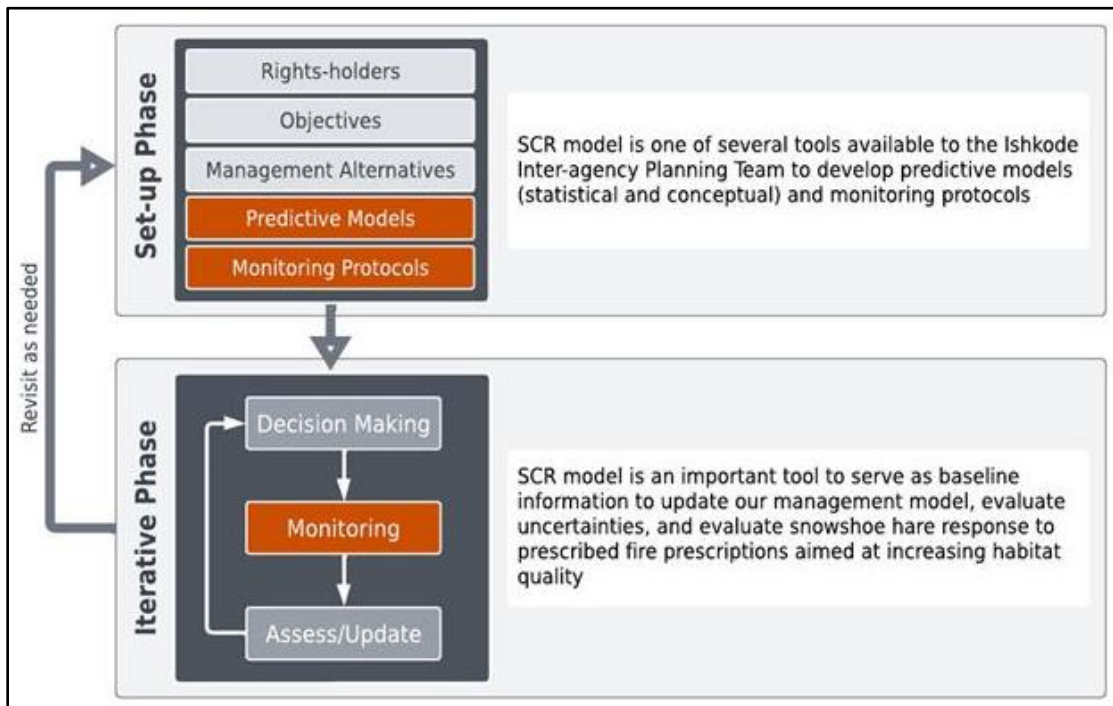 Set-up Phase
Rights-holders
Objectives
Management Alternatives
Predictive Models
Monitoring Protocols
SCR model is one of several tools available to the Ishkode
Inter-agency Planning Team to develop predictive models
(statistical and conceptual) and monitoring protocols
Revisit as needed
Iterative Phase
Decision Making
Monitoring
Assess/Update
SCR model is an important tool to serve as baseline
information to update our management model, evaluate
uncertainties, and evaluate snowshoe hare response to
prescribed fire prescriptions aimed at increasing habitat
quality